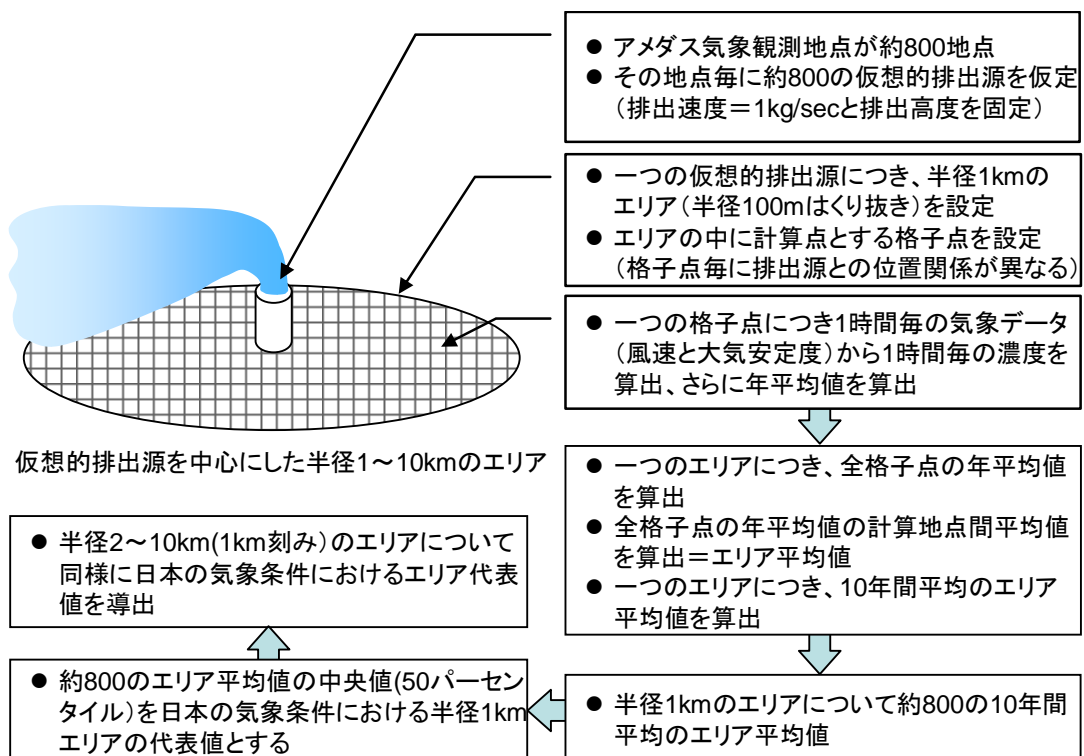 ● アメダス気象観測地点が約800地点
● その地点毎に約800の仮想的排出源を仮定
(排出速度＝1kg/secと排出高度を固定)
● 一つの仮想的排出源につき、半径1kmの
エリア(半径100mはくり抜き)を設定
● エリアの中に計算点とする格子点を設定
(格子点毎に排出源との位置関係が異なる)
● 一つの格子点につき1時間毎の気象データ
(風速と大気安定度)から1時間毎の濃度を
算出、さらに年平均値を算出
仮想的排出源を中心にした半径1～10kmのエリア
● 一つのエリアにつき、全格子点の年平均値
を算出
● 全格子点の年平均値の計算地点間平均値
を算出＝エリア平均値
● 一つのエリアにつき、10年間平均のエリア
平均値を算出
● 半径1kmのエリアについて約800の10年間
平均のエリア平均値
● 約800のエリア平均値の中央値(50パーセン
タイル)を日本の気象条件における半径1km
エリアの代表値とする
● 半径2～10km(1km刻み)のエリアについて
同様に日本の気象条件におけるエリア代表
値を導出